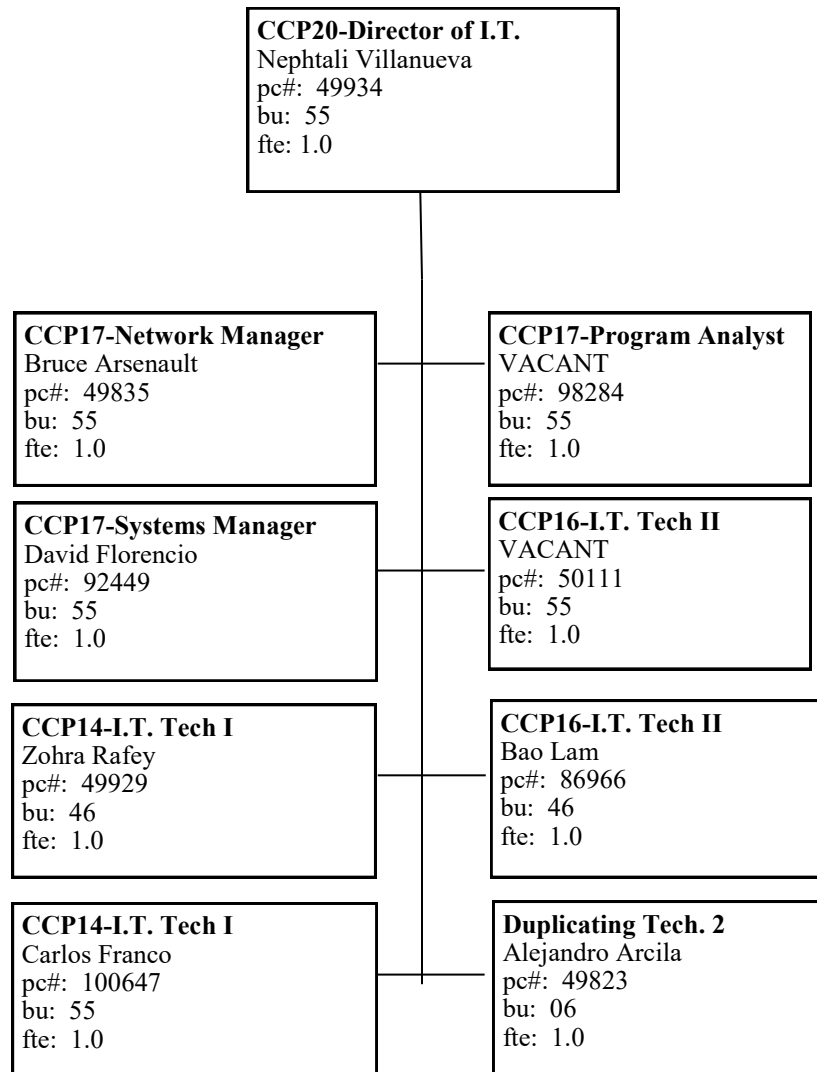 CCP20-Director of I.T.
Nephtali Villanueva
pc#: 49934
bu: 55
fte: 1.0
CCP17-Network Manager
Bruce Arsenault
pc#: 49835
bu: 55
fte: 1.0
CCP17-Program Analyst
VACANT
pc#: 98284
bu: 55
fte: 1.0
CCP17-Systems Manager
David Florencio
pc#: 92449
bu: 55
fte: 1.0
CCP16-I.T. Tech II
VACANT
pc#: 50111
bu: 55
fte: 1.0
CCP14-I.T. Tech I
Zohra Rafey
pc#: 49929
bu: 46
fte: 1.0
CCP16-I.T. Tech II
Bao Lam
pc#: 86966
bu: 46
fte: 1.0
CCP14-I.T. Tech I
Carlos Franco
pc#: 100647
bu: 55
fte: 1.0
Duplicating Tech. 2
Alejandro Arcila
pc#: 49823
bu: 06
fte: 1.0